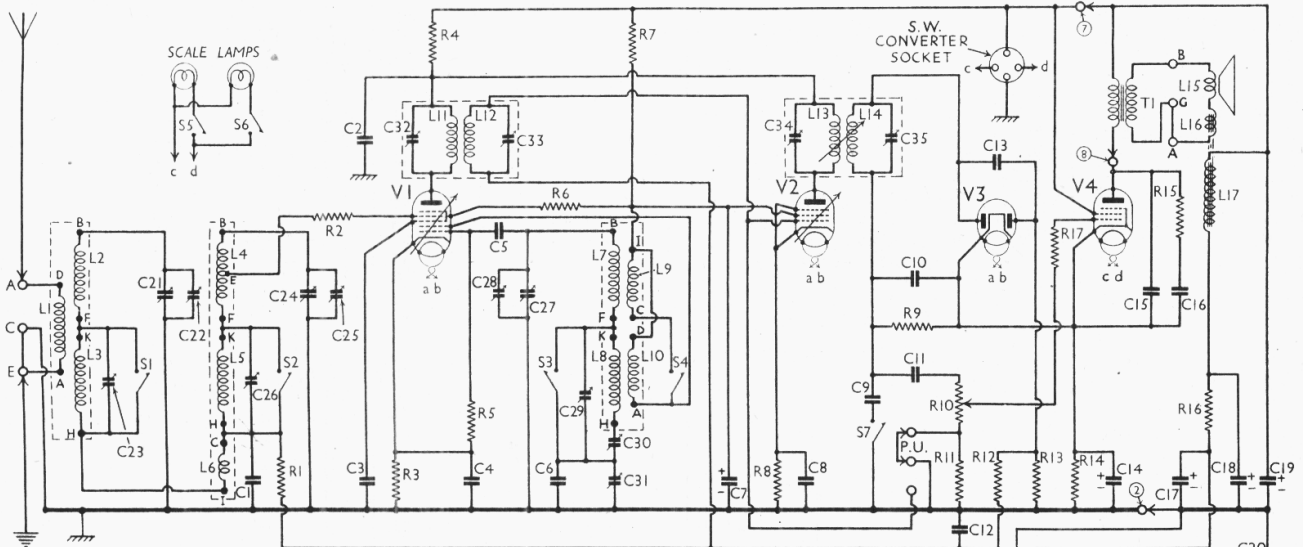 SCALE LAMPS
S5
S6
c d
R4
R7
S.W.
CONVERTER
SOCKET
c
d
7
B
L15
T1
G
L16
A
8
C2
C32
L11
L12
C33
C34
L13
L14
C35
C13
V1
R6
V2
V3
V4
R15
L17
R2
C5
R17
B
L2
B
L4
E
B
L7
I
L9
a b
a b
a b
c d
A
D
L1
C21
C22
C24
C25
C28
C27
C10
C15
C16
C
F
K
F
K
F
K
C
D
R9
E
A
L3
S1
L5
S2
C26
S3
L8
L10
S4
C11
C9
R10
H
C23
H
C
R5
C29
A
H
R16
L6
I
C1
R1
C3
R3
C4
C6
C30
C31
C7
+
–
R8
C8
S7
P.U.
R11
R12
R13
R14
C14
+
–
2
C17
+
–
C18
+
–
C19
+
–
C12
C20